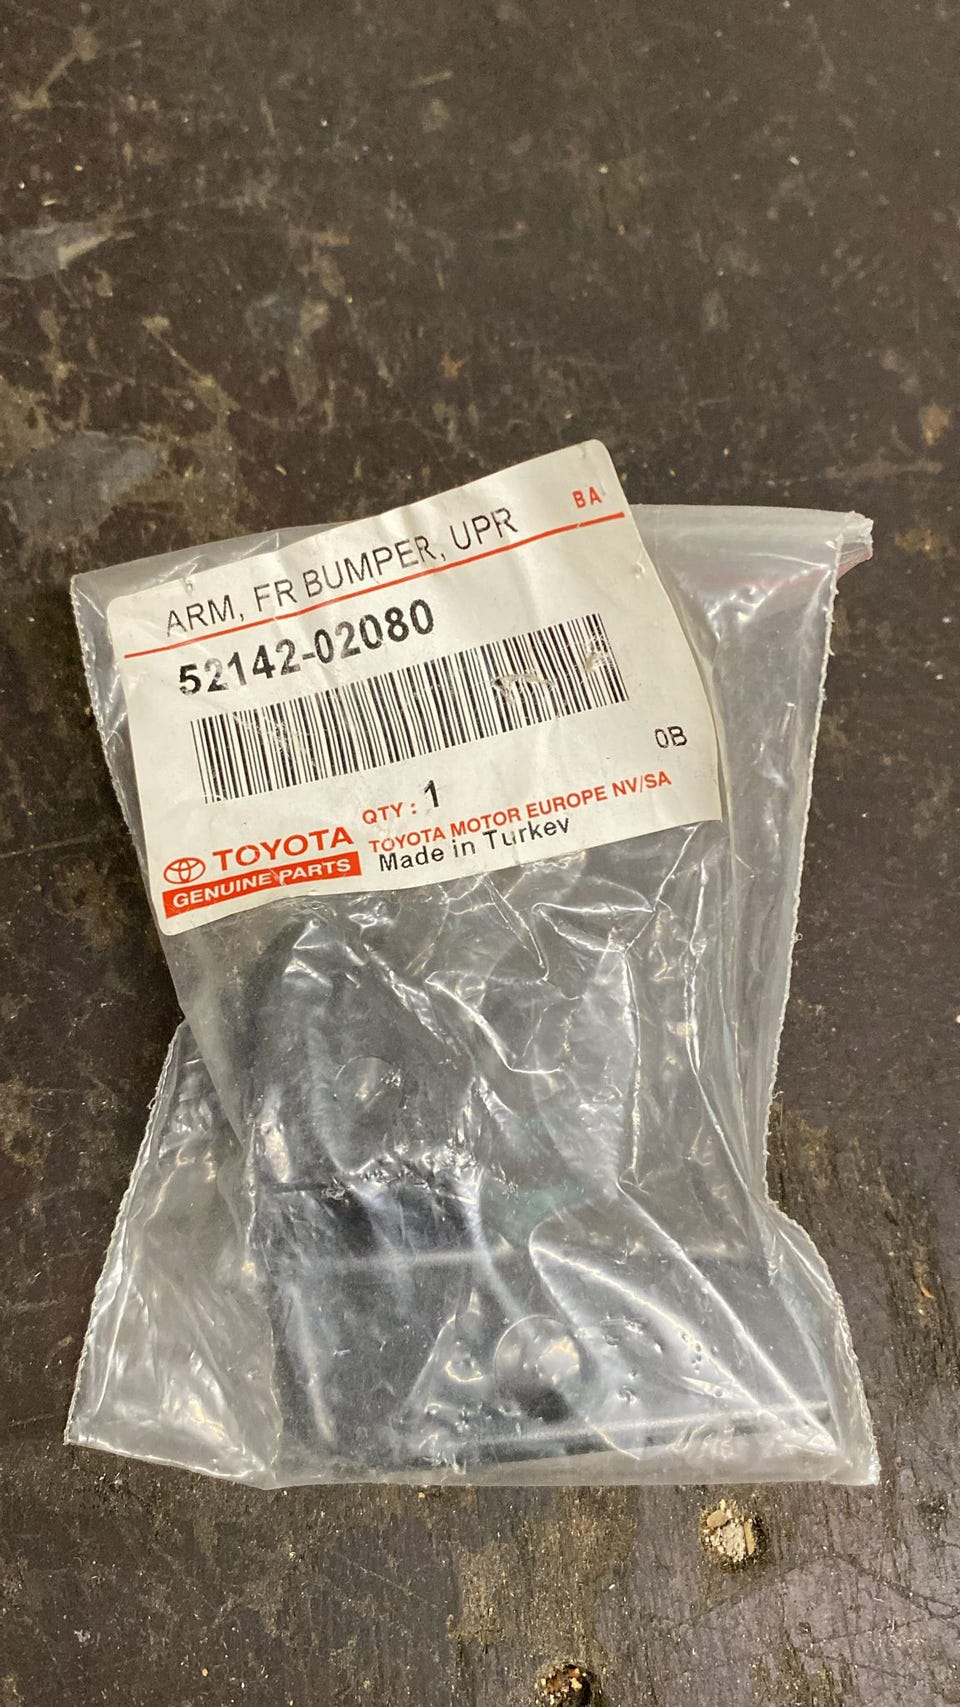 BA
ARM, FR BUMPER, UPR
52142-02080
0B
QTY : 1
TOYOTA
GENUINE PARTS
TOYOTA MOTOR EUROPE NV/SA
Made in Turkey